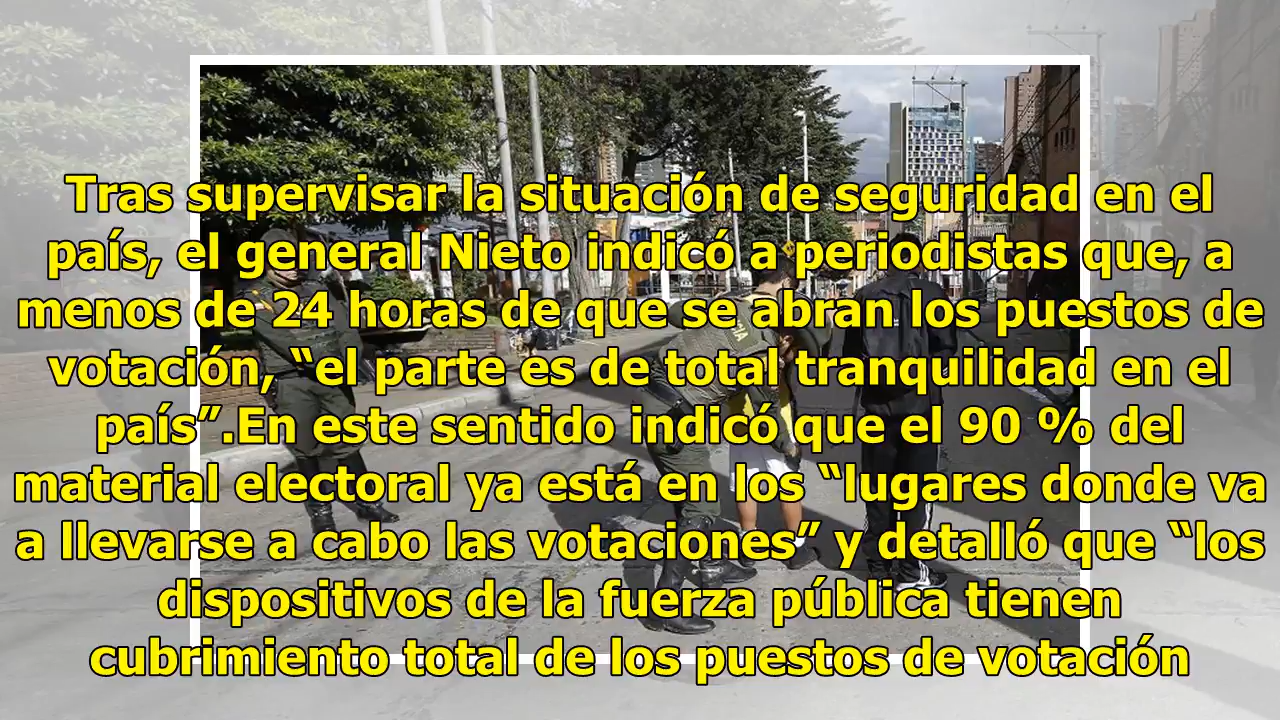 Tras supervisar la situación de seguridad en el
país, el general Nieto indicó a periodistas que, a
menos de 24 horas de que se abran los puestos de
votación, “el parte es de total tranquilidad en el
país”.En este sentido indicó que el 90 % del
material electoral ya está en los “lugares donde va
a llevarse a cabo las votaciones” y detalló que “los
dispositivos de la fuerza pública tienen
cubrimiento total de los puestos de votación